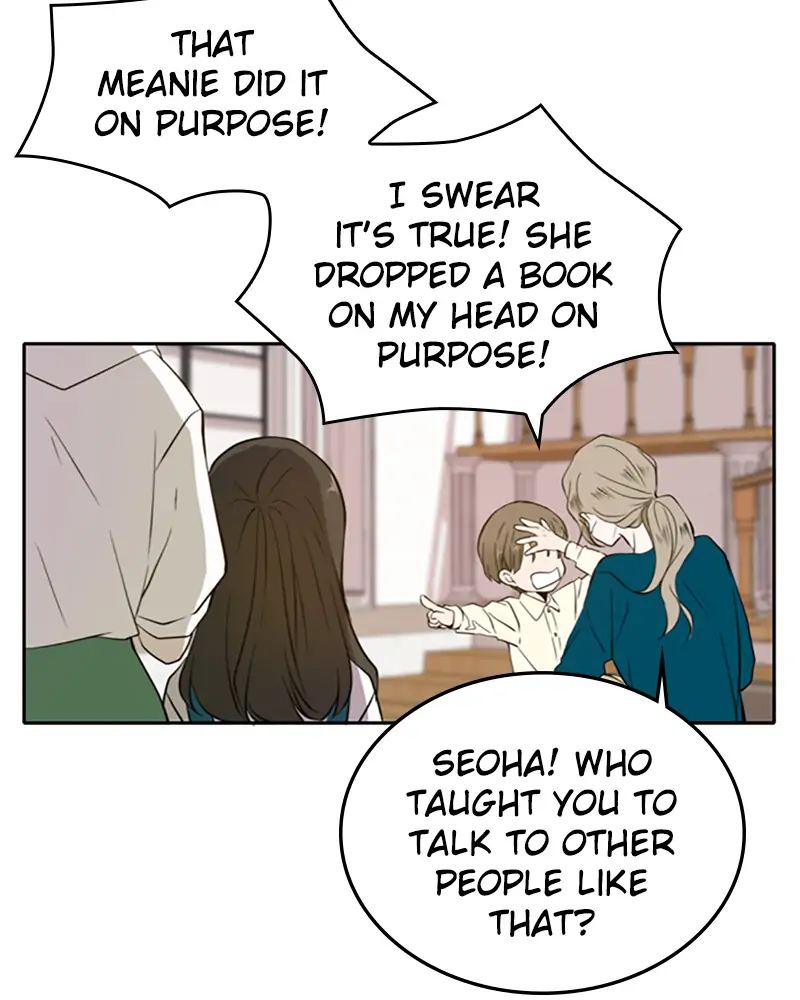 THAT
MEANIE DID IT
ON PURPOSE!
I SWEAR
IT'S TRUE! SHE
DROPPED A BOOK
ON MY HEAD ON
PURPOSE!
SEOHA! WHO
TAUGHT YOU TO
TALK TO OTHER
PEOPLE LIKE
THAT?